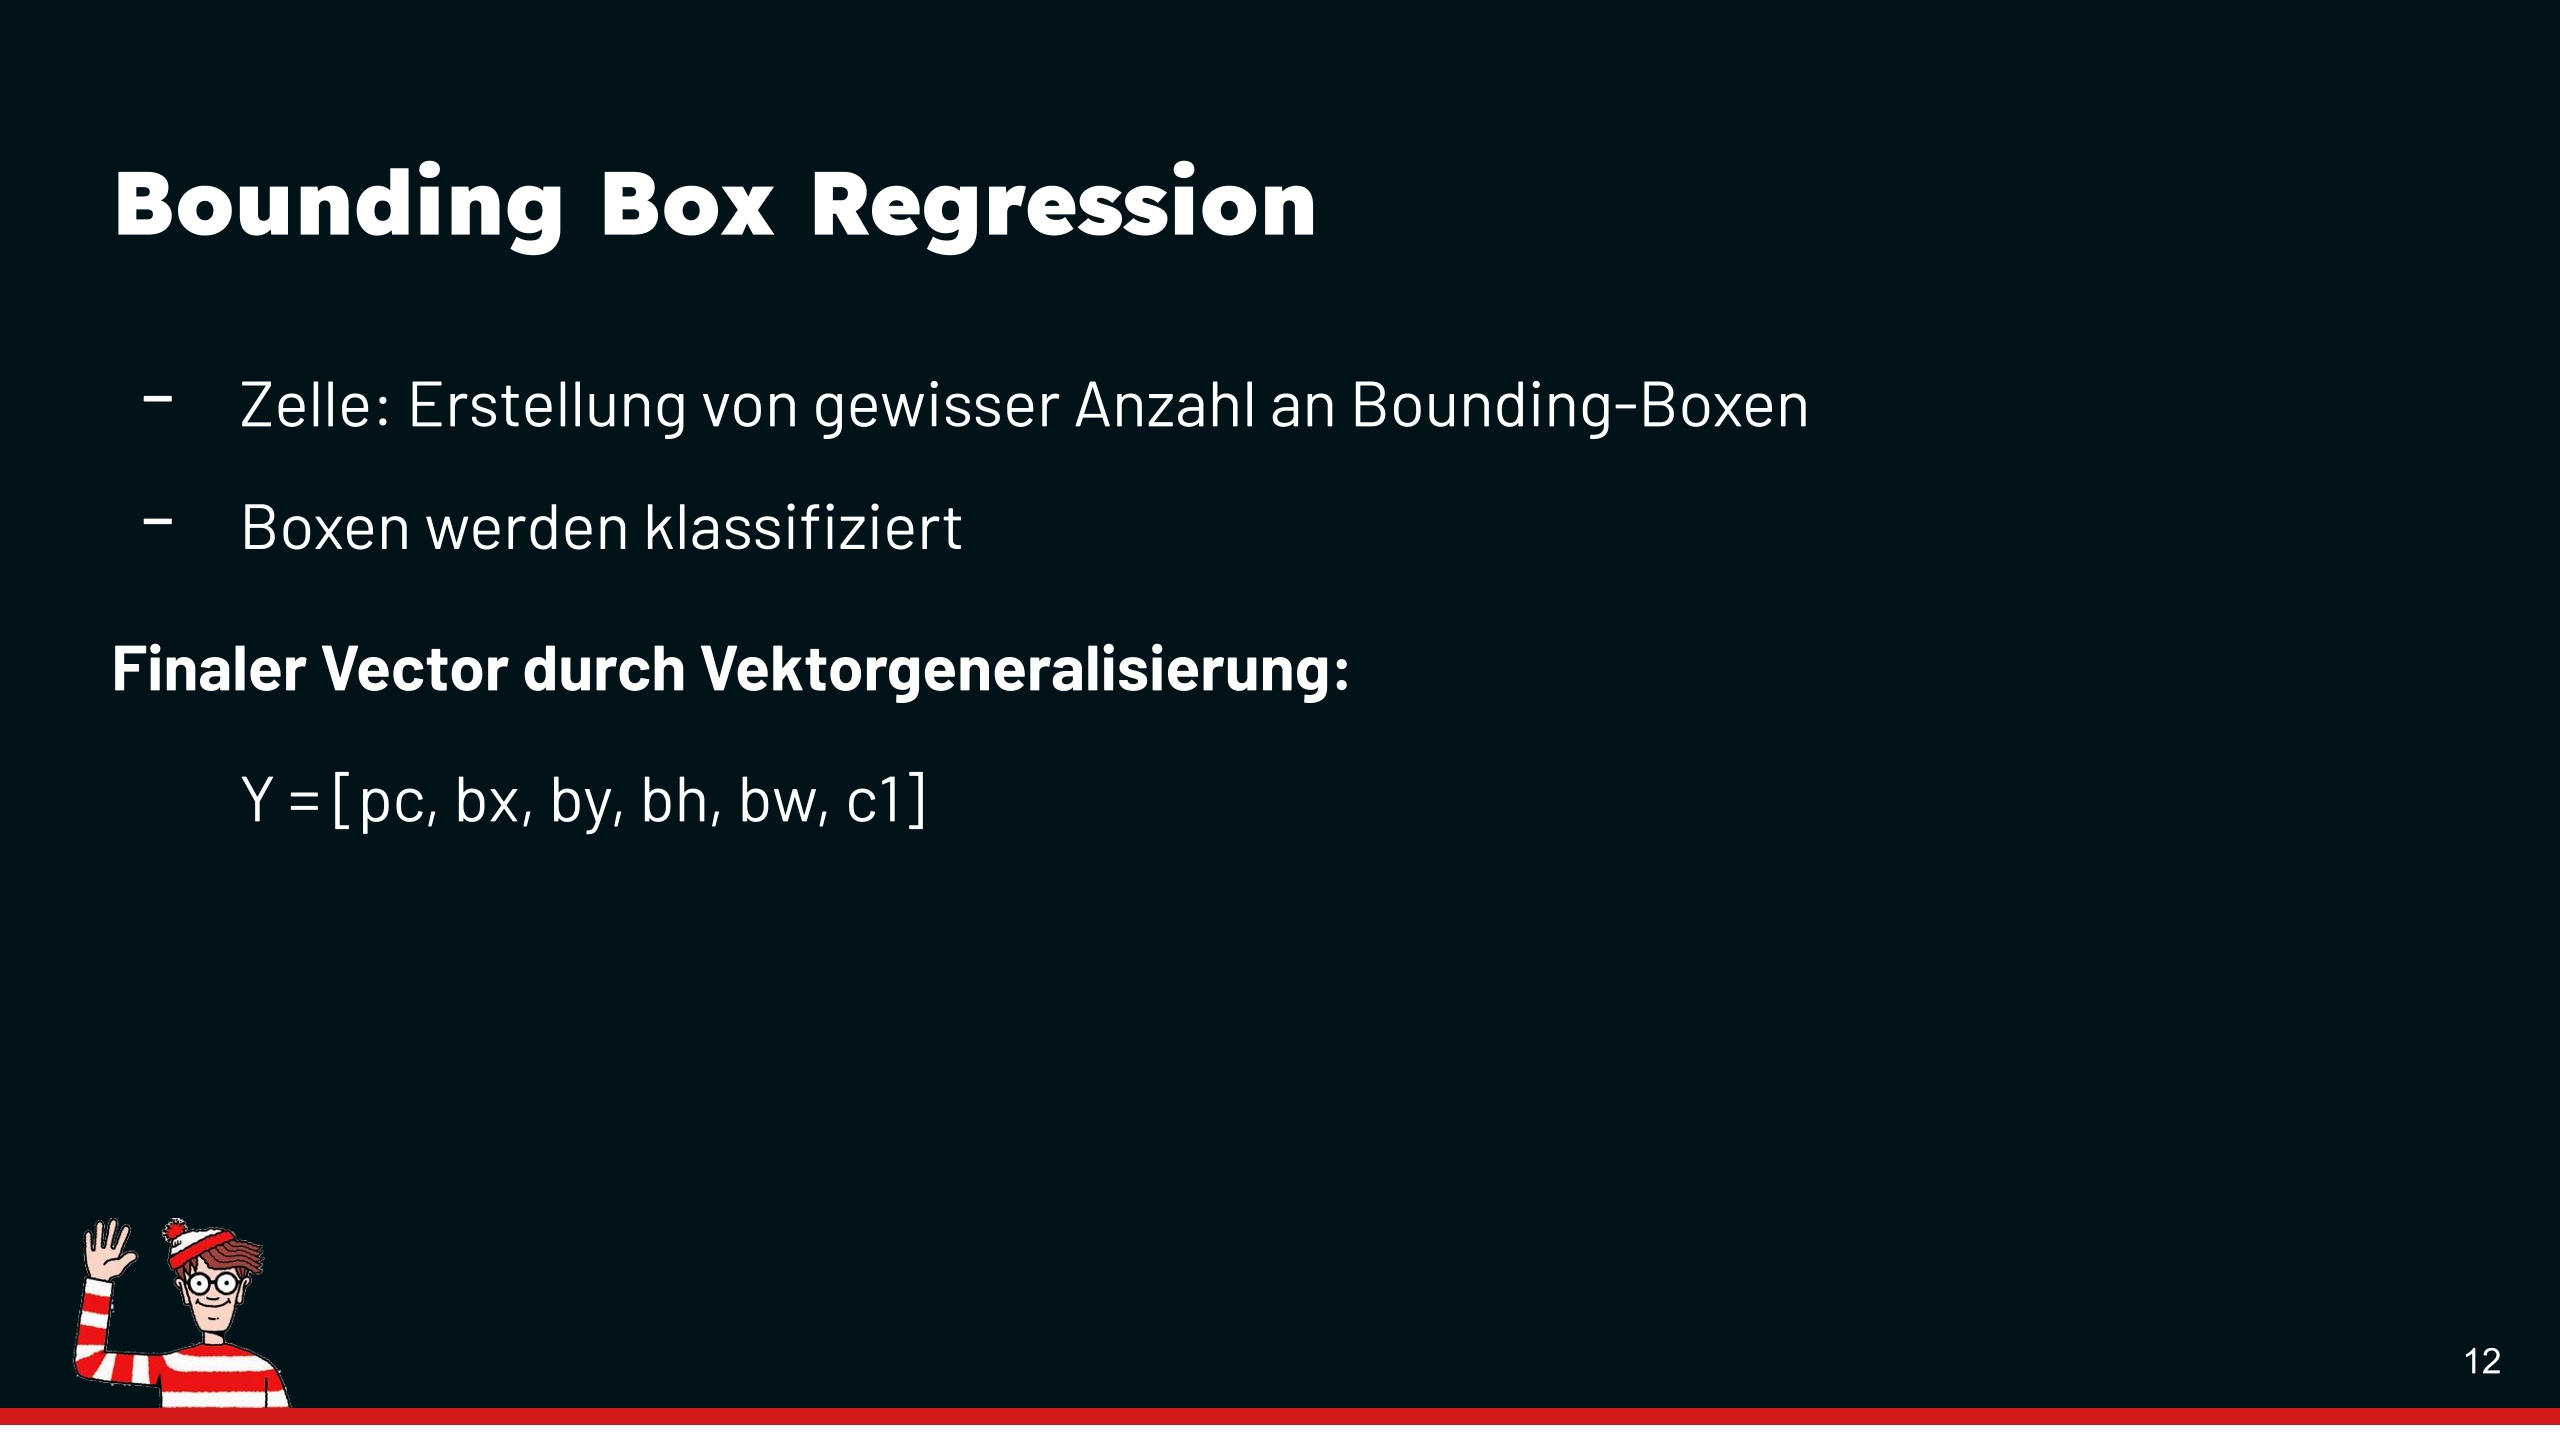 Bounding Box Regression
- Zelle: Erstellung von gewisser Anzahl an Bounding-Boxen
- Boxen werden klassifiziert
Finaler Vector durch Vektorgeneralisierung:
Y = [pc, bx, by, bh, bw, c1]
12